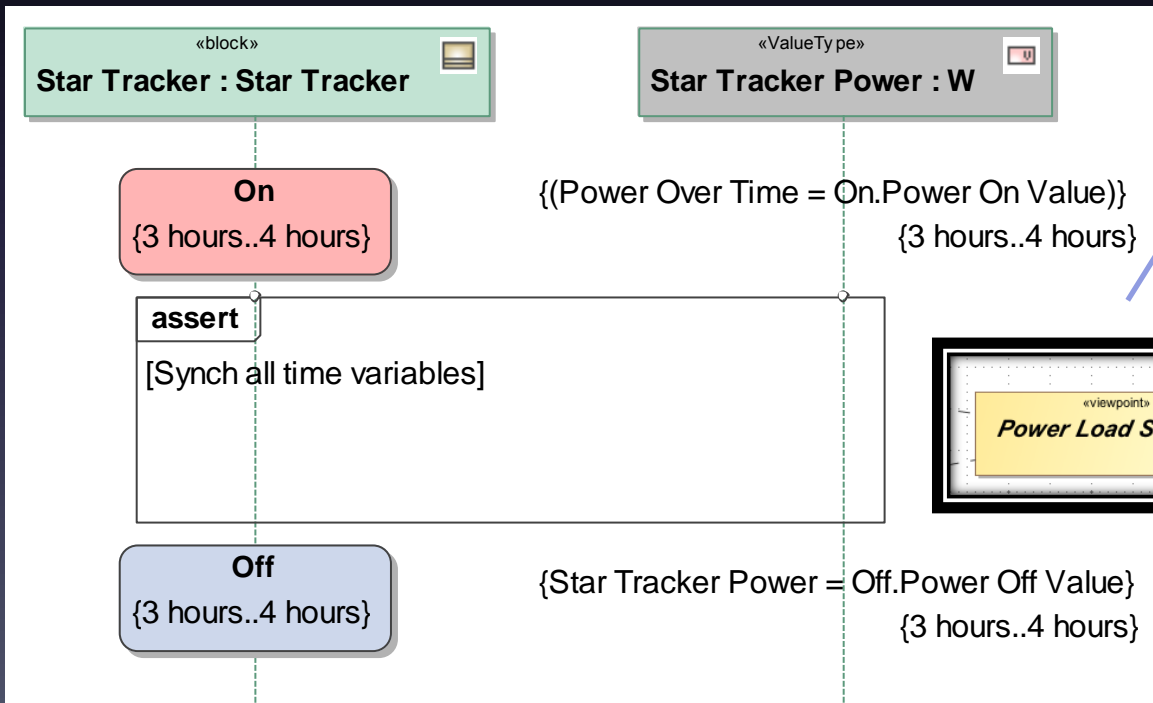 «block»
Star Tracker : Star Tracker
«ValueType»
Star Tracker Power : W
V
On
{3 hours..4 hours}
{(Power Over Time = On.Power On Value)}
{3 hours..4 hours}
assert
[Synch all time variables]
«viewpoint»
Power Load S
Off
{3 hours..4 hours}
{Star Tracker Power = Off.Power Off Value}
{3 hours..4 hours}